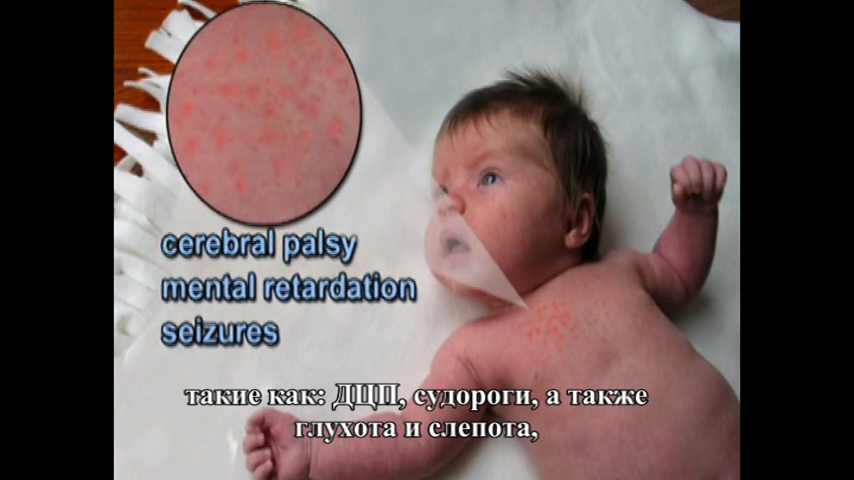 cerebral palsy
mental retardation
seizures
такие как: ДЦП, судороги, а также
глухота и слепота,